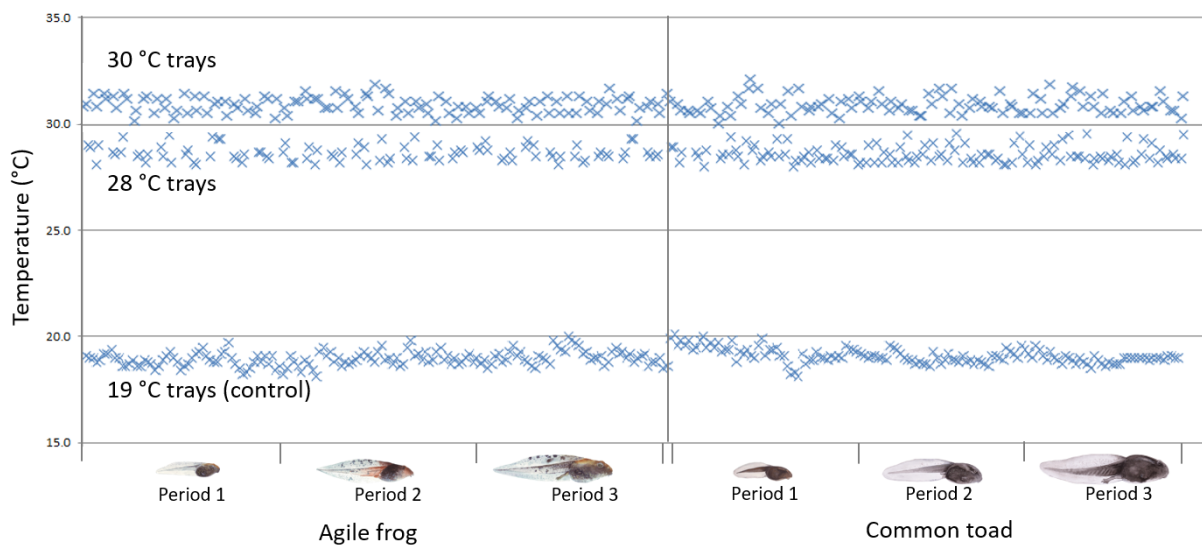 35.0
30 °C trays
30.0
28 °C trays
25.0
Temperature (°C)
20.0
19 °C trays (control)
15.0
Period 1 Period 2 Period 3 Period 1 Period 2 Period 3
Agile frog Common toad